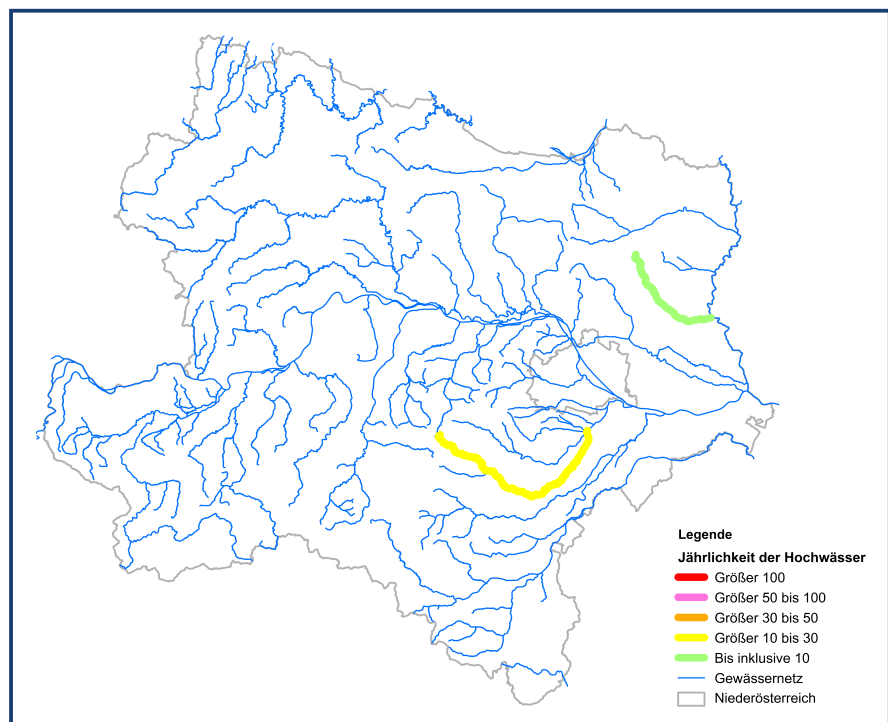 Legende
Jährlichkeit der Hochwässer
Größer 100
Größer 50 bis 100
Größer 30 bis 50
Größer 10 bis 30
Bis inklusive 10
Gewässernetz
Niederösterreich